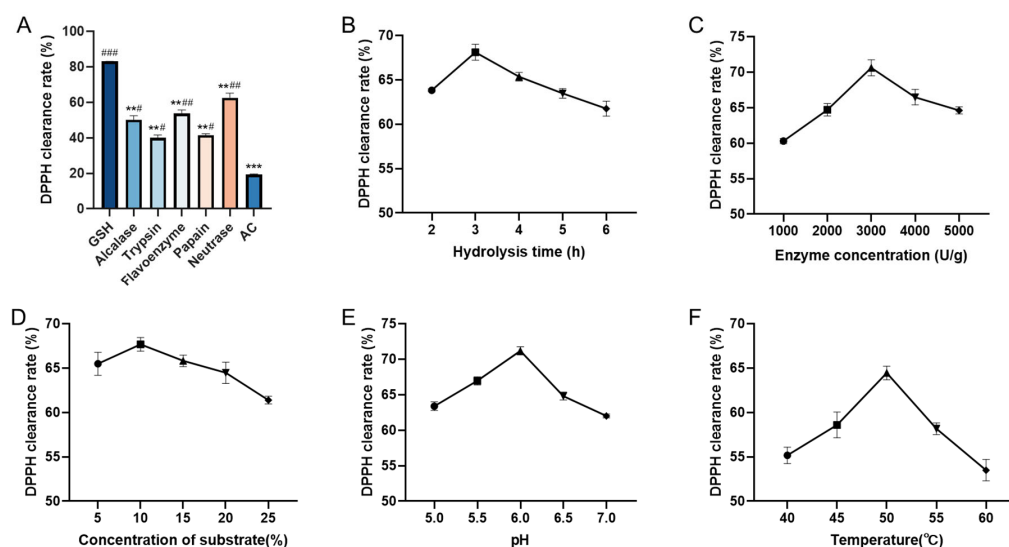 A
DPPH clearance rate (%)
100
80
60
40
20
0
###
**#
**#
**##
**#
**##
***
GSH
Alcalase
Trypsin
Flavoenzyme
Papain
Neutrase
AC
B
DPPH clearance rate (%)
70
65
60
55
50
2 3 4 5 6
Hydrolysis time (h)
C
DPPH clearance rate (%)
75
70
65
60
55
50
1000 2000 3000 4000 5000
Enzyme concentration (U/g)
D
DPPH clearance rate (%)
70
65
60
55
50
5 10 15 20 25
Concentration of substrate(%)
E
DPPH clearance rate (%)
75
70
65
60
55
50
5.0 5.5 6.0 6.5 7.0
pH
F
DPPH clearance rate (%)
70
65
60
55
50
40 45 50 55 60
Temperature(℃)